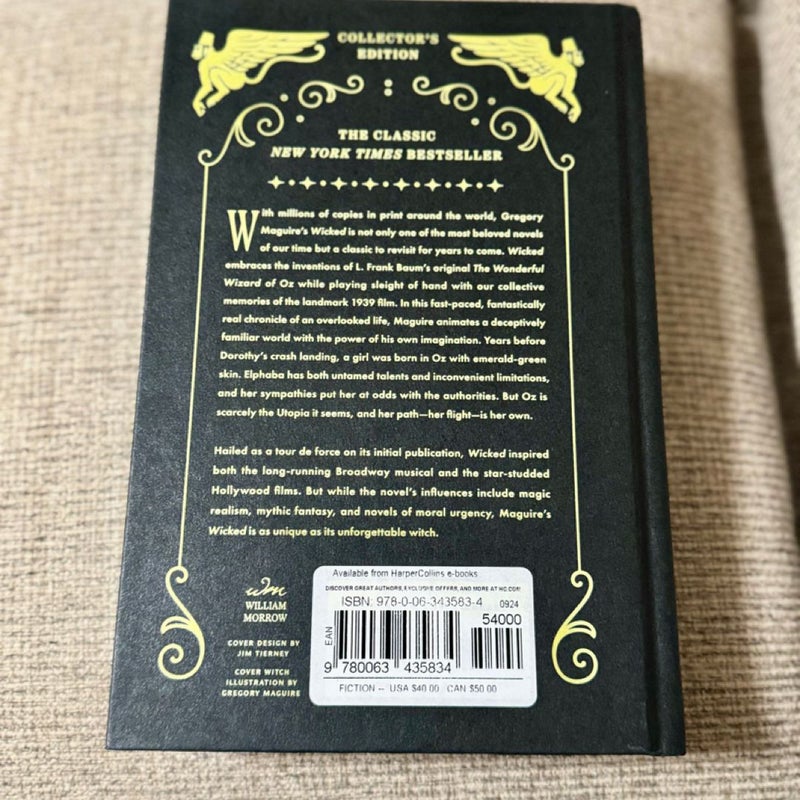 COLLECTOR'S
EDITION
THE CLASSIC
NEW YORK TIMES BESTSELLER
With millions of copies in print around the world, Gregory
Maguire's Wicked is not only one of the most beloved novels
of our time but a classic to revisit for years to come. Wicked
embraces the inventions of L. Frank Baum's original The Wonderful
Wizard of Oz while playing sleight of hand with our collective
memories of the landmark 1939 film. In this fast-paced, fantastically
real chronicle of an overlooked life, Maguire animates a deceptively
familiar world with the power of his own imagination. Years before
Dorothy's crash landing, a girl was born in Oz with emerald-green
skin. Elphaba has both untamed talents and inconvenient limitations,
and her sympathies put her at odds with the authorities. But Oz is
scarcely the Utopia it seems, and her path—her flight—is her own.
Hailed as a tour de force on its initial publication, Wicked inspired
both the long-running Broadway musical and the star-studded
Hollywood films. But while the novel's influences include magic
realism, mythic fantasy, and novels of moral urgency, Maguire's
Wicked is as unique as its unforgettable witch.
wm
WILLIAM
MORROW
COVER DESIGN BY
JIM TIERNEY
COVER WITCH
ILLUSTRATION BY
GREGORY MAGUIRE
Available from HarperCollins e-books
DISCOVER GREAT AUTHORS, EXCLUSIVE OFFERS, AND MORE AT HC.COM
ISBN: 978-0-06-343583-4 0924
EAN
54000
9 780063 435834
FICTION -- USA $40.00 CAN $50.00